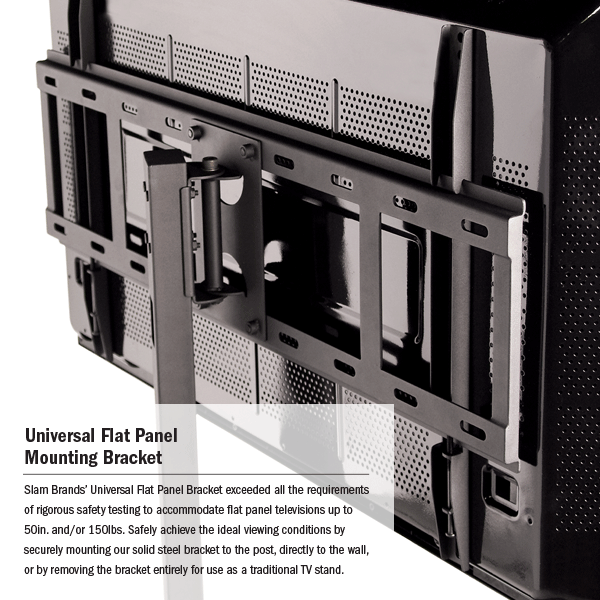 Universal Flat Panel
Mounting Bracket
Slam Brands' Universal Flat Panel Bracket exceeded all the requirements
of rigorous safety testing to accommodate flat panel televisions up to
50in. and/or 150lbs. Safely achieve the ideal viewing conditions by
securely mounting our solid steel bracket to the post, directly to the wall,
or by removing the bracket entirely for use as a traditional TV stand.